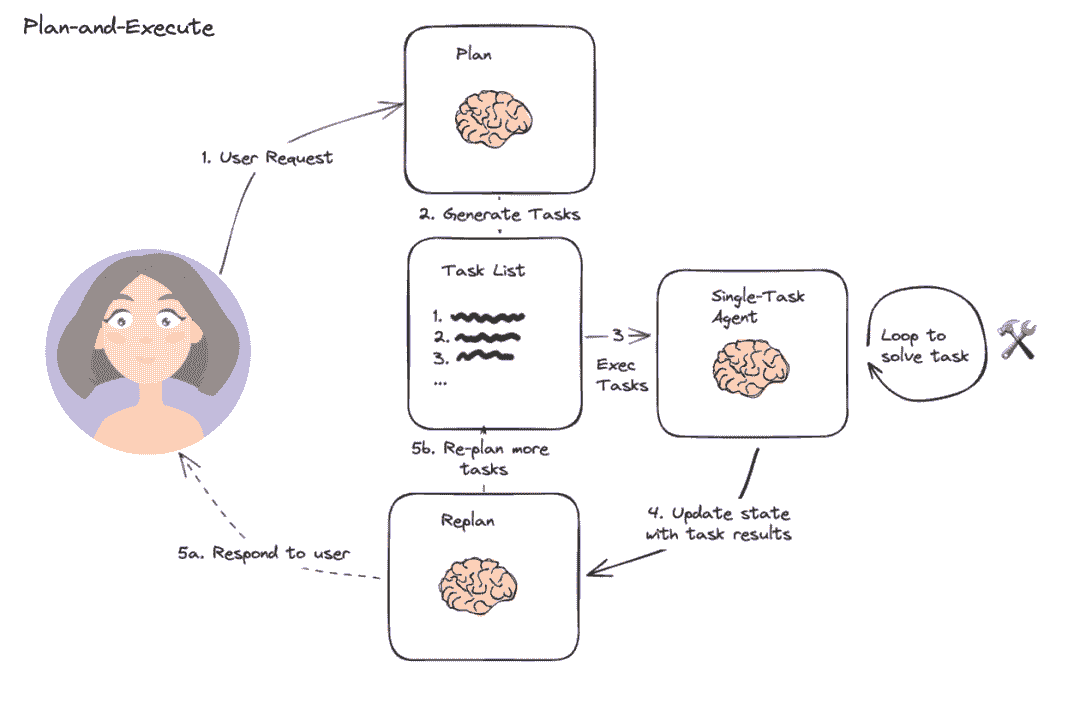 Plan-and-Execute
Plan
1. User Request
2. Generate Tasks
Task List
1.
2.
3.
...
3
Exec
Tasks
Single-Task
Agent
Loop to
solve task
4. Update state
with task results
5b. Re-plan more
tasks
Replan
5a. Respond to user